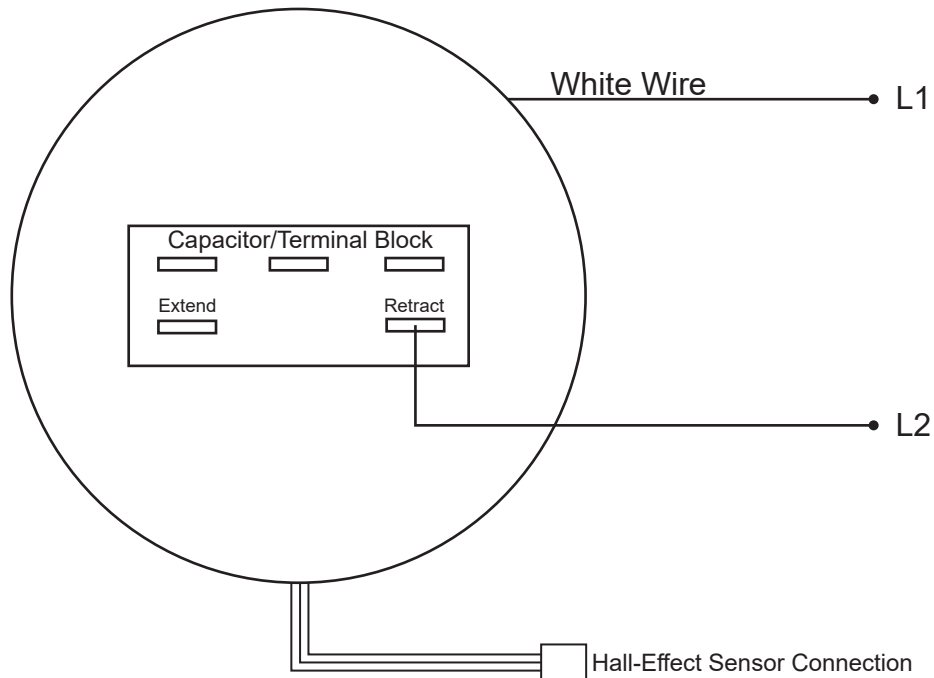 White Wire
L1
Capacitor/Terminal Block
Extend
Retract
L2
Hall-Effect Sensor Connection